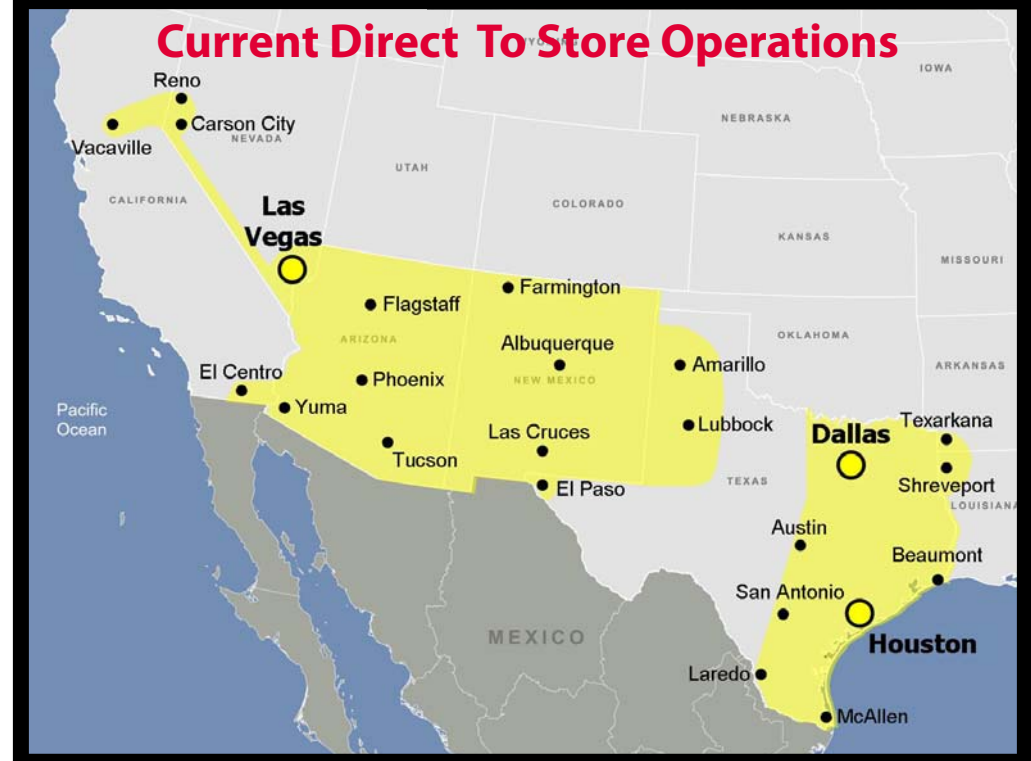 Current Direct To Store Operations
WYOMING
IOWA
Reno
NEBRASKA
Carson City
NEVADA
Vacaville
UTAH
CALIFORNIA
COLORADO
Las
Vegas
KANSAS
MISSOURI
Farmington
Flagstaff
ARIZONA
OKLAHOMA
Albuquerque
Amarillo
ARKANSAS
El Centro
Phoenix
NEW MEXICO
Pacific
Ocean
Yuma
Las Cruces
Lubbock
Texarkana
Dallas
Tucson
El Paso
TEXAS
Shreveport
LOUISIANA
Austin
Beaumont
San Antonio
MEXICO
Houston
Laredo
McAllen